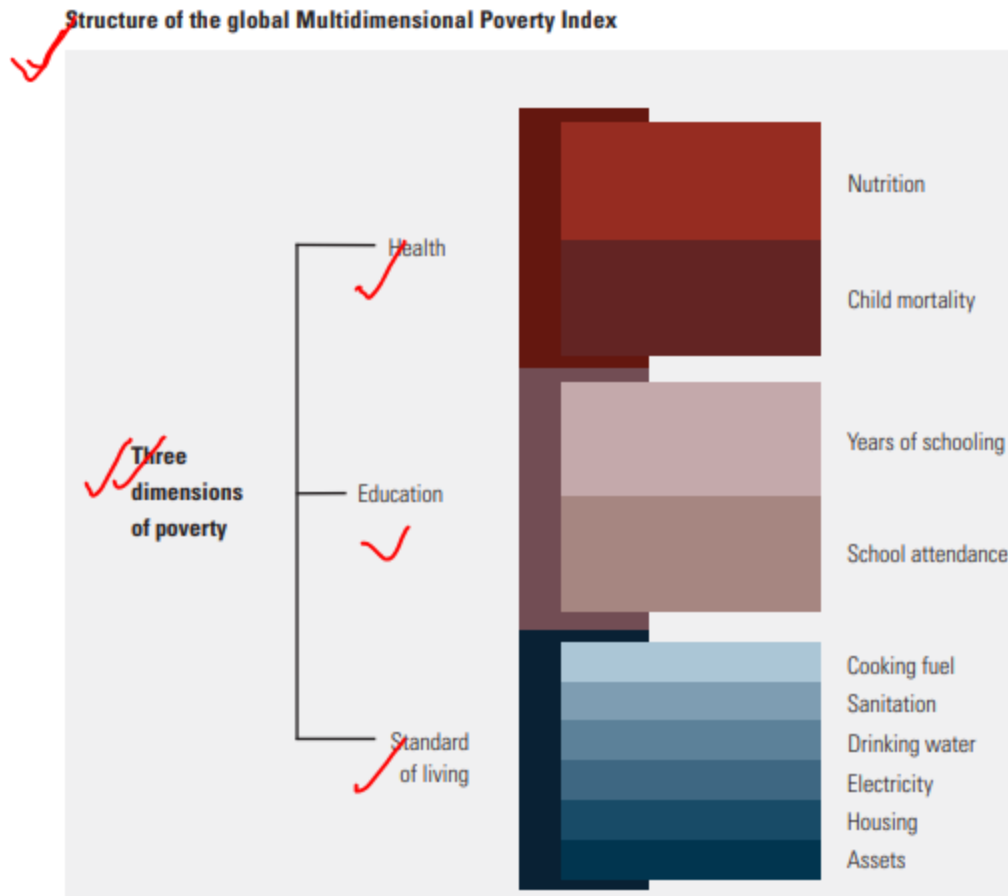 Structure of the global Multidimensional Poverty Index
Three
dimensions
of poverty
Health
Education
Standard
of living
Nutrition
Child mortality
Years of schooling
School attendance
Cooking fuel
Sanitation
Drinking water
Electricity
Housing
Assets